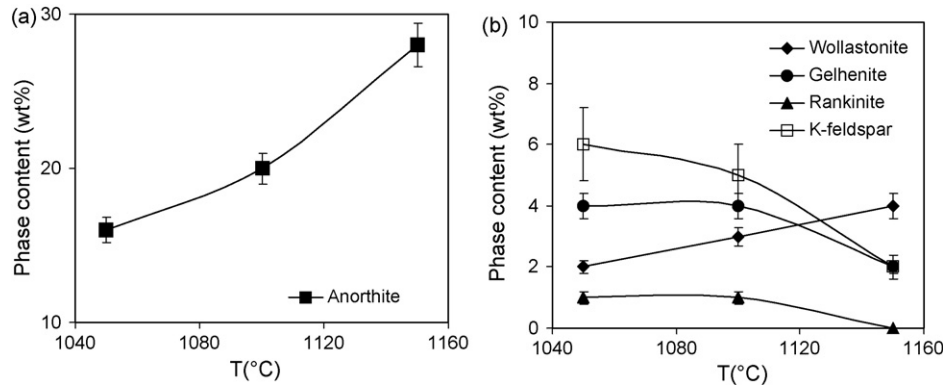 (a)
30
20
10
Phase content (wt%)
Anorthite
1040
1080
1120
1160
T(°C)
(b)
10
8
6
4
2
0
Phase content (wt%)
Wollastonite
Gelhenite
Rankinite
K-feldspar
1040
1080
1120
1160
T(°C)